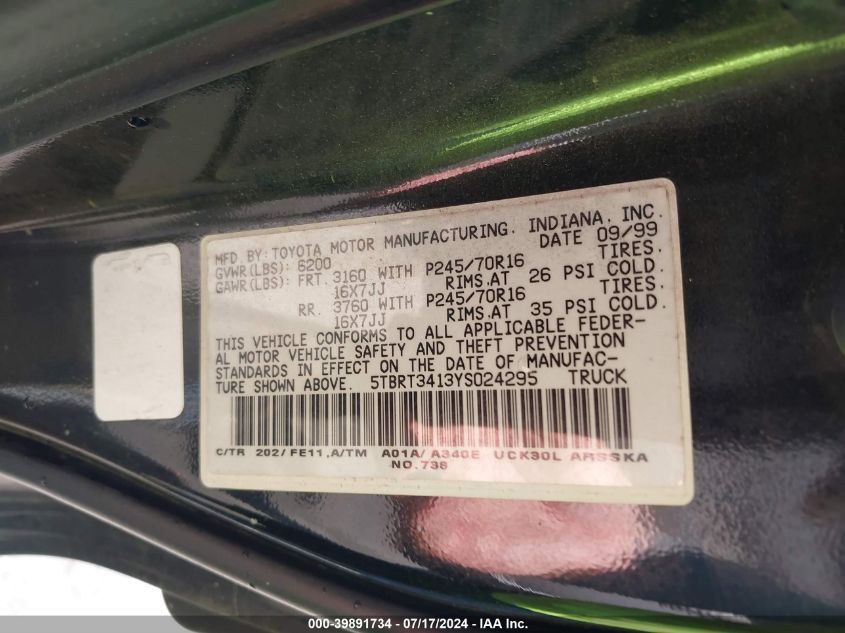 MFD. BY: TOYOTA MOTOR MANUFACTURING, INDIANA, INC.
GVWR(LBS): 6200 DATE 09/99
GAWR(LBS): FRT. 3160 WITH P245/70R16 TIRES,
16X7JJ RIMS,AT 26 PSI COLD.
RR. 3760 WITH P245/70R16 TIRES,
16X7JJ RIMS,AT 35 PSI COLD.
THIS VEHICLE CONFORMS TO ALL APPLICABLE FEDER-
AL MOTOR VEHICLE SAFETY AND THEFT PREVENTION
STANDARDS IN EFFECT ON THE DATE OF MANUFAC-
TURE SHOWN ABOVE. 5TBRT3413YS024295 TRUCK
C/TR 202/FE11,A/TM A01A/A340E UCK30L ARSSKA
NO.738
000-39891734 - 07/17/2024 - IAAI, Inc.